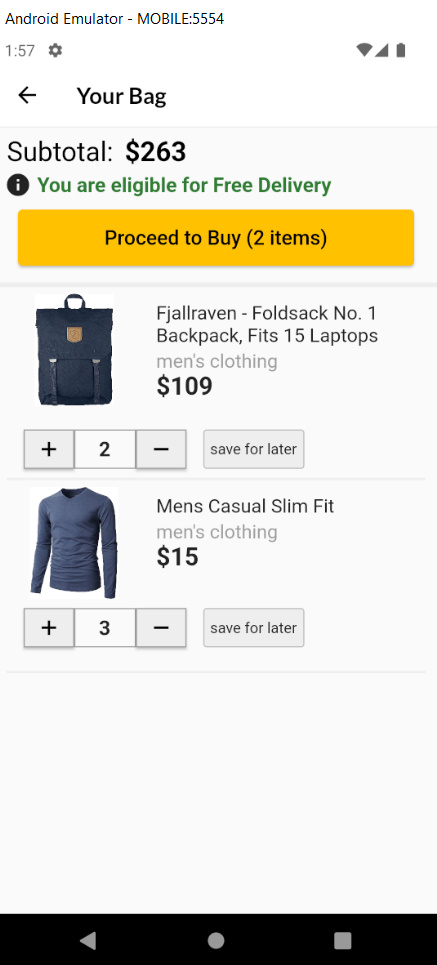 Android Emulator - MOBILE:5554
1:57
Your Bag
Subtotal: $263
You are eligible for Free Delivery
Proceed to Buy (2 items)
Fjallraven - Foldsack No. 1
Backpack, Fits 15 Laptops
men's clothing
$109
+ 2 − save for later
Mens Casual Slim Fit
men's clothing
$15
+ 3 − save for later